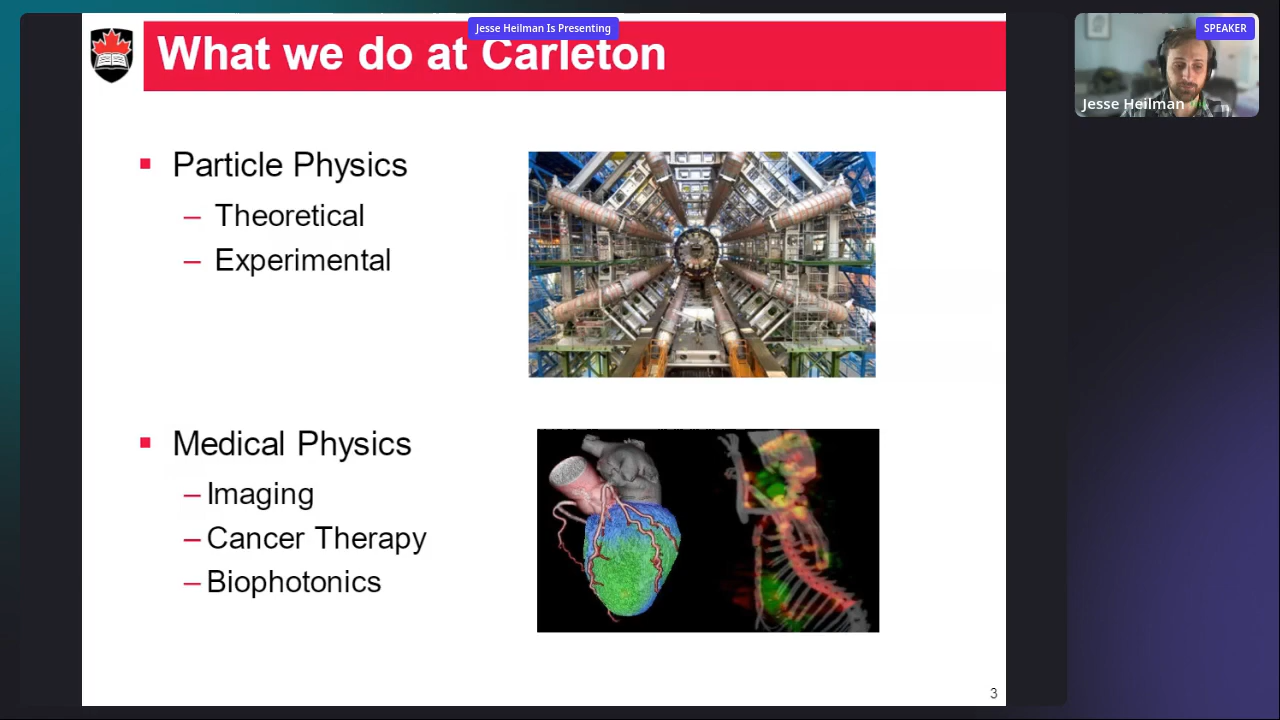 Jesse Heilman Is Presenting
SPEAKER
What we do at Carleton
Jesse Heilman
▪ Particle Physics
– Theoretical
– Experimental
▪ Medical Physics
– Imaging
– Cancer Therapy
– Biophotonics
3